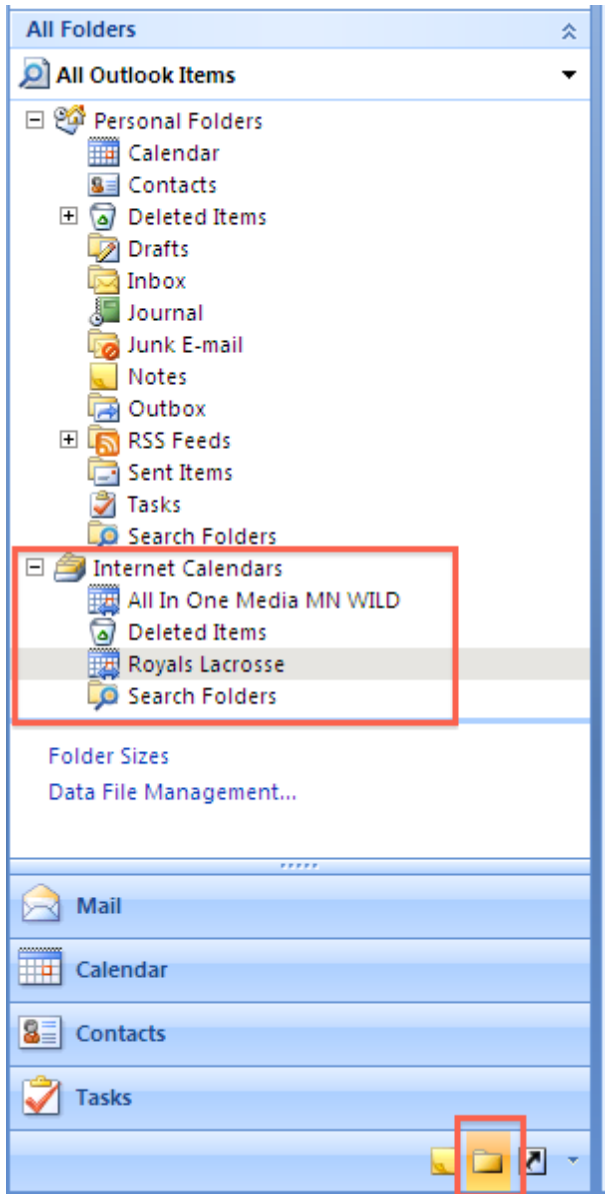 All Folders
All Outlook Items
Personal Folders
Calendar
Contacts
Deleted Items
Drafts
Inbox
Journal
Junk E-mail
Notes
Outbox
RSS Feeds
Sent Items
Tasks
Search Folders
Internet Calendars
All In One Media MN WILD
Deleted Items
Royals Lacrosse
Search Folders
Folder Sizes
Data File Management...
Mail
Calendar
Contacts
Tasks